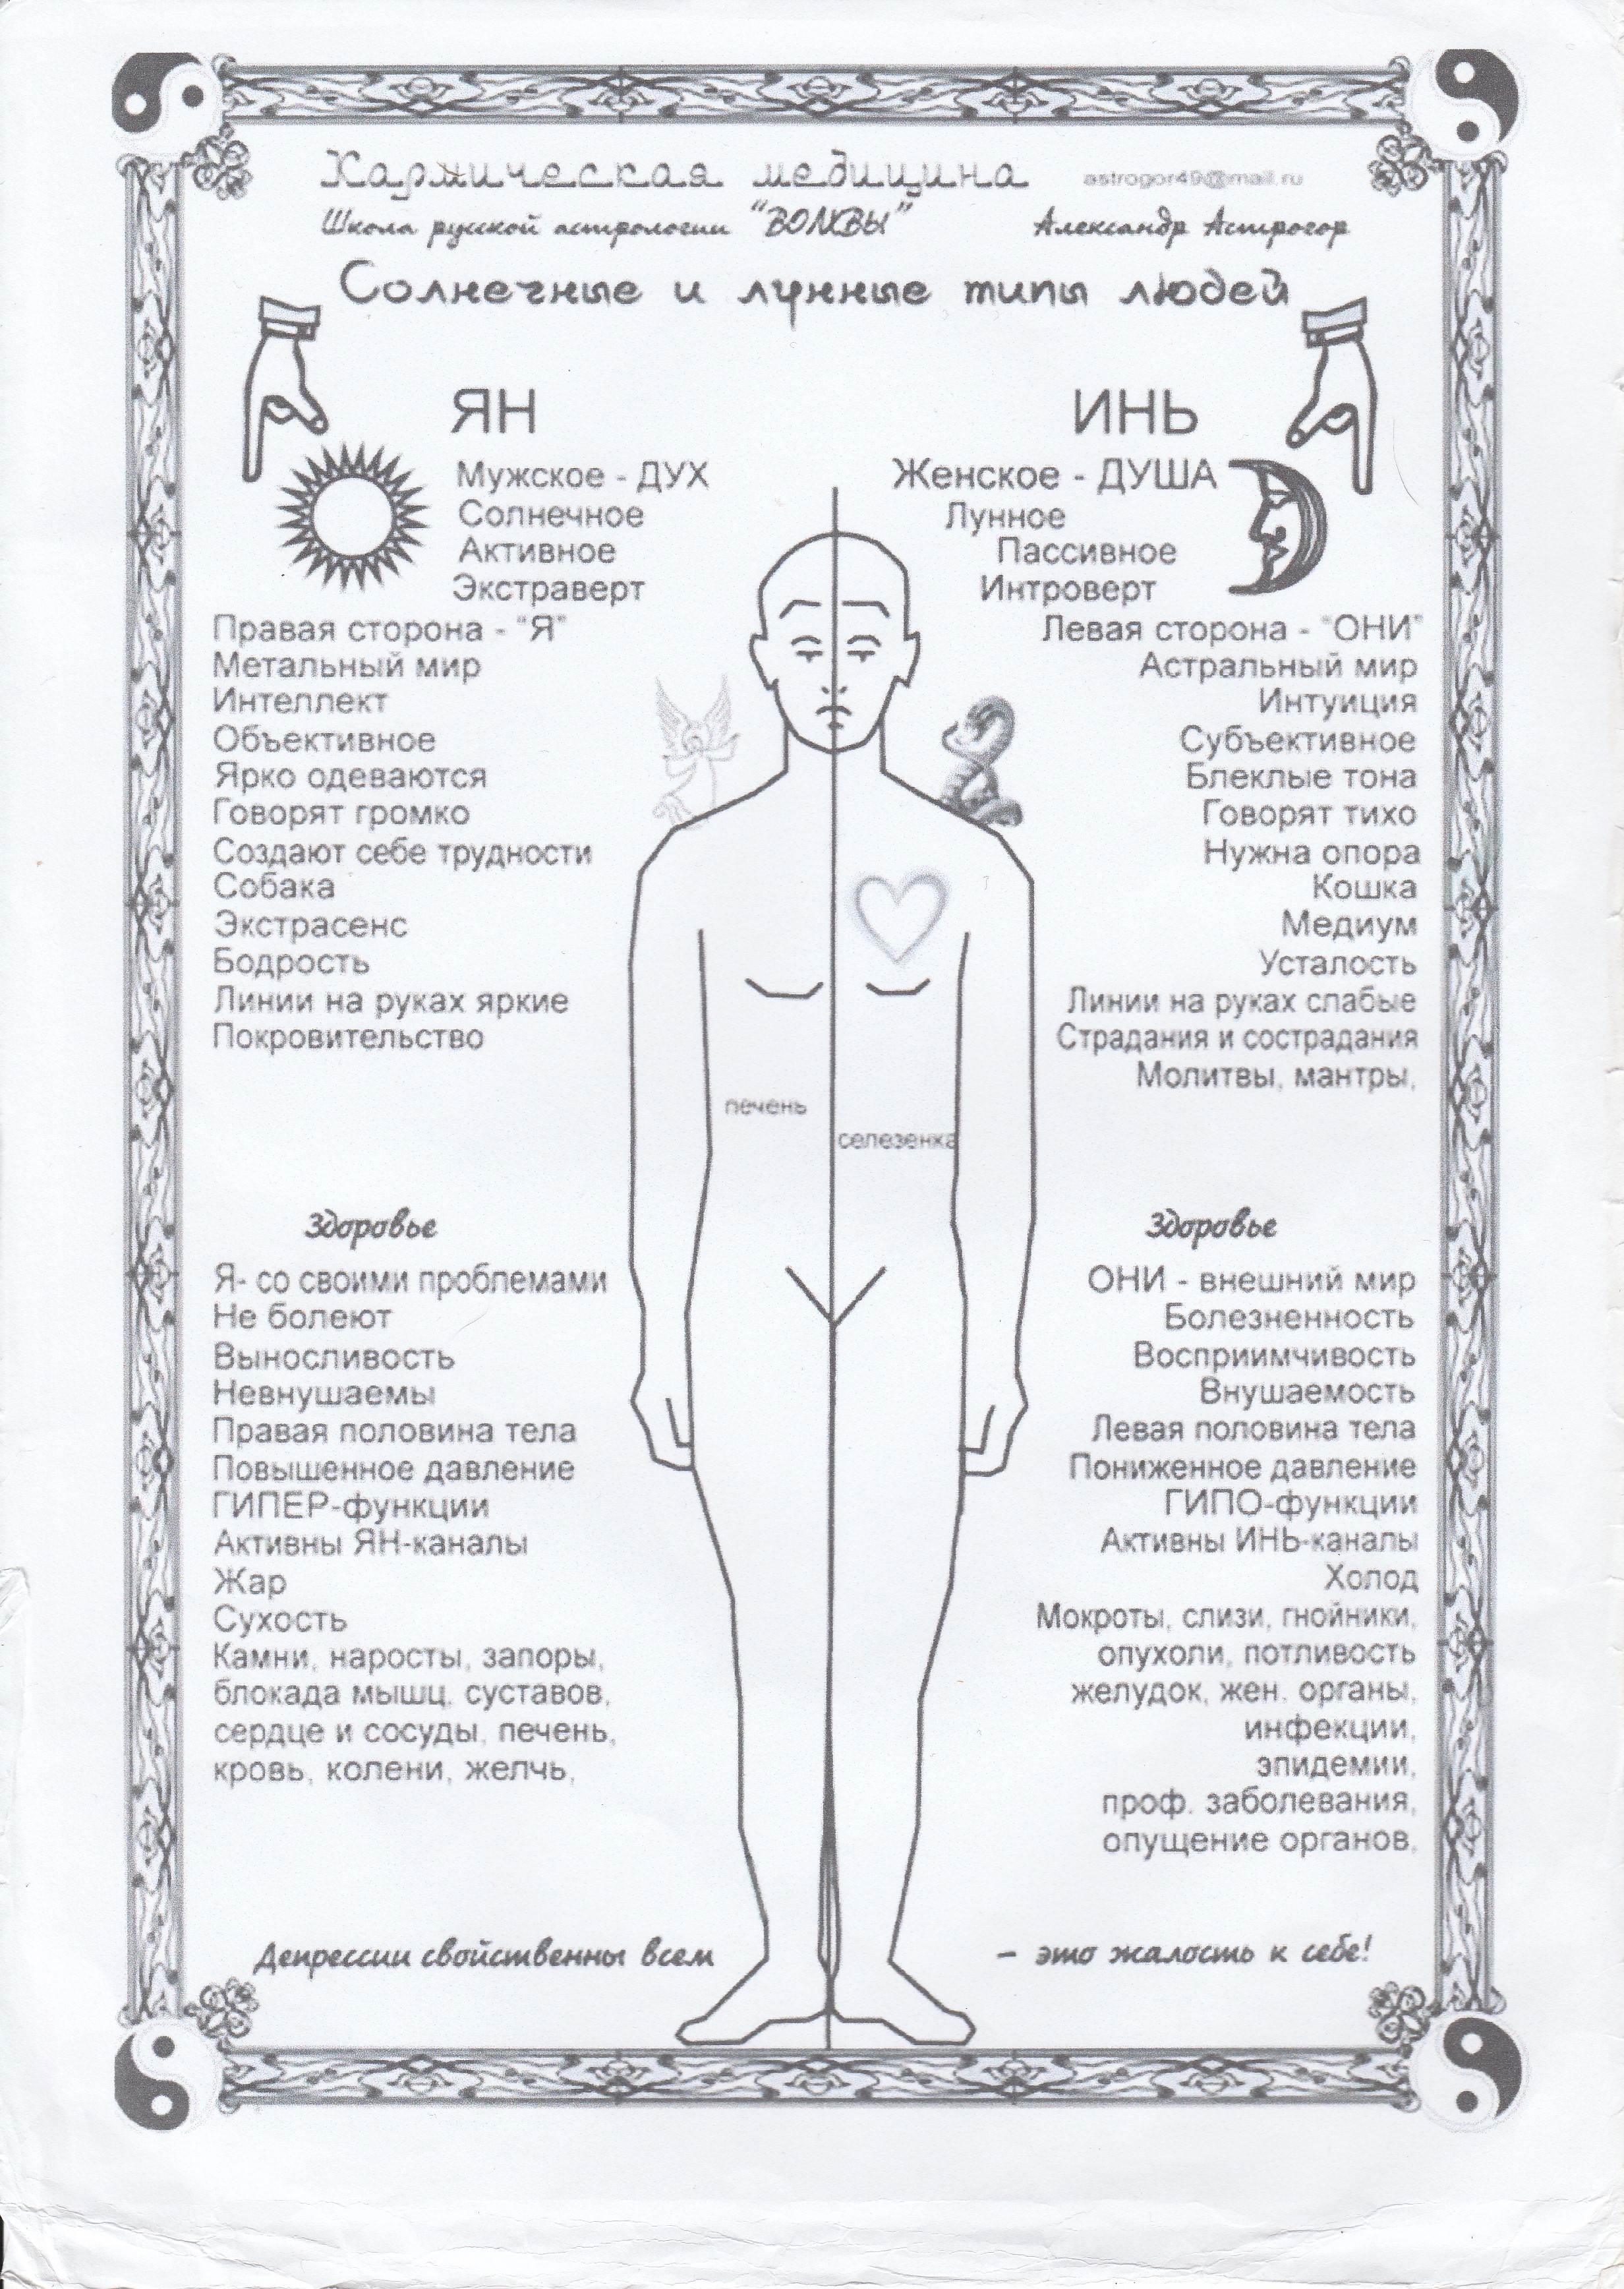 Кармическая медицина
astrogor49@mail.ru
Школа русской астрологии "ВОЛХВЫ"
Александр Астрогор
Солнечные и лунные типы людей
ЯН
Мужское - ДУХ
Солнечное
Активное
Экстраверт
Правая сторона - "Я"
Метальный мир
Интеллект
Объективное
Ярко одеваются
Говорят громко
Создают себе трудности
Собака
Экстрасенс
Бодрость
Линии на руках яркие
Покровительство
ИНЬ
Женское - ДУША
Лунное
Пассивное
Интроверт
Левая сторона - "ОНИ"
Астральный мир
Интуиция
Субъективное
Блеклые тона
Говорят тихо
Нужна опора
Кошка
Медиум
Усталость
Линии на руках слабые
Страдания и сострадания
Молитвы, мантры,
печень
селезенка
Здоровье
Я- со своими проблемами
Не болеют
Выносливость
Невнушаемы
Правая половина тела
Повышенное давление
ГИПЕР-функции
Активны ЯН-каналы
Жар
Сухость
Камни, наросты, запоры,
блокада мышц, суставов,
сердце и сосуды, печень,
кровь, колени, желчь,
Здоровье
ОНИ - внешний мир
Болезненность
Восприимчивость
Внушаемость
Левая половина тела
Пониженное давление
ГИПО-функции
Активны ИНЬ-каналы
Холод
Мокроты, слизи, гнойники,
опухоли, потливость
желудок, жен. органы,
инфекции,
эпидемии,
проф. заболевания,
опущение органов,
Депрессии свойственны всем
- это жалость к себе!